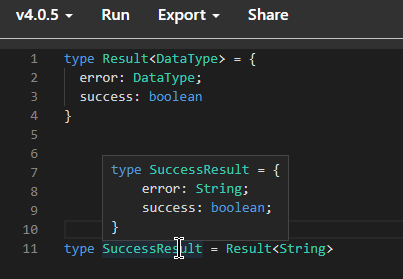 v4.0.5 Run Export Share
1 type Result<DataType> = {
2 error: DataType;
3 success: boolean
4 }
5
6
7 type SuccessResult = {
8 error: String;
9 success: boolean;
10 }
11 type SuccessResult = Result<String>